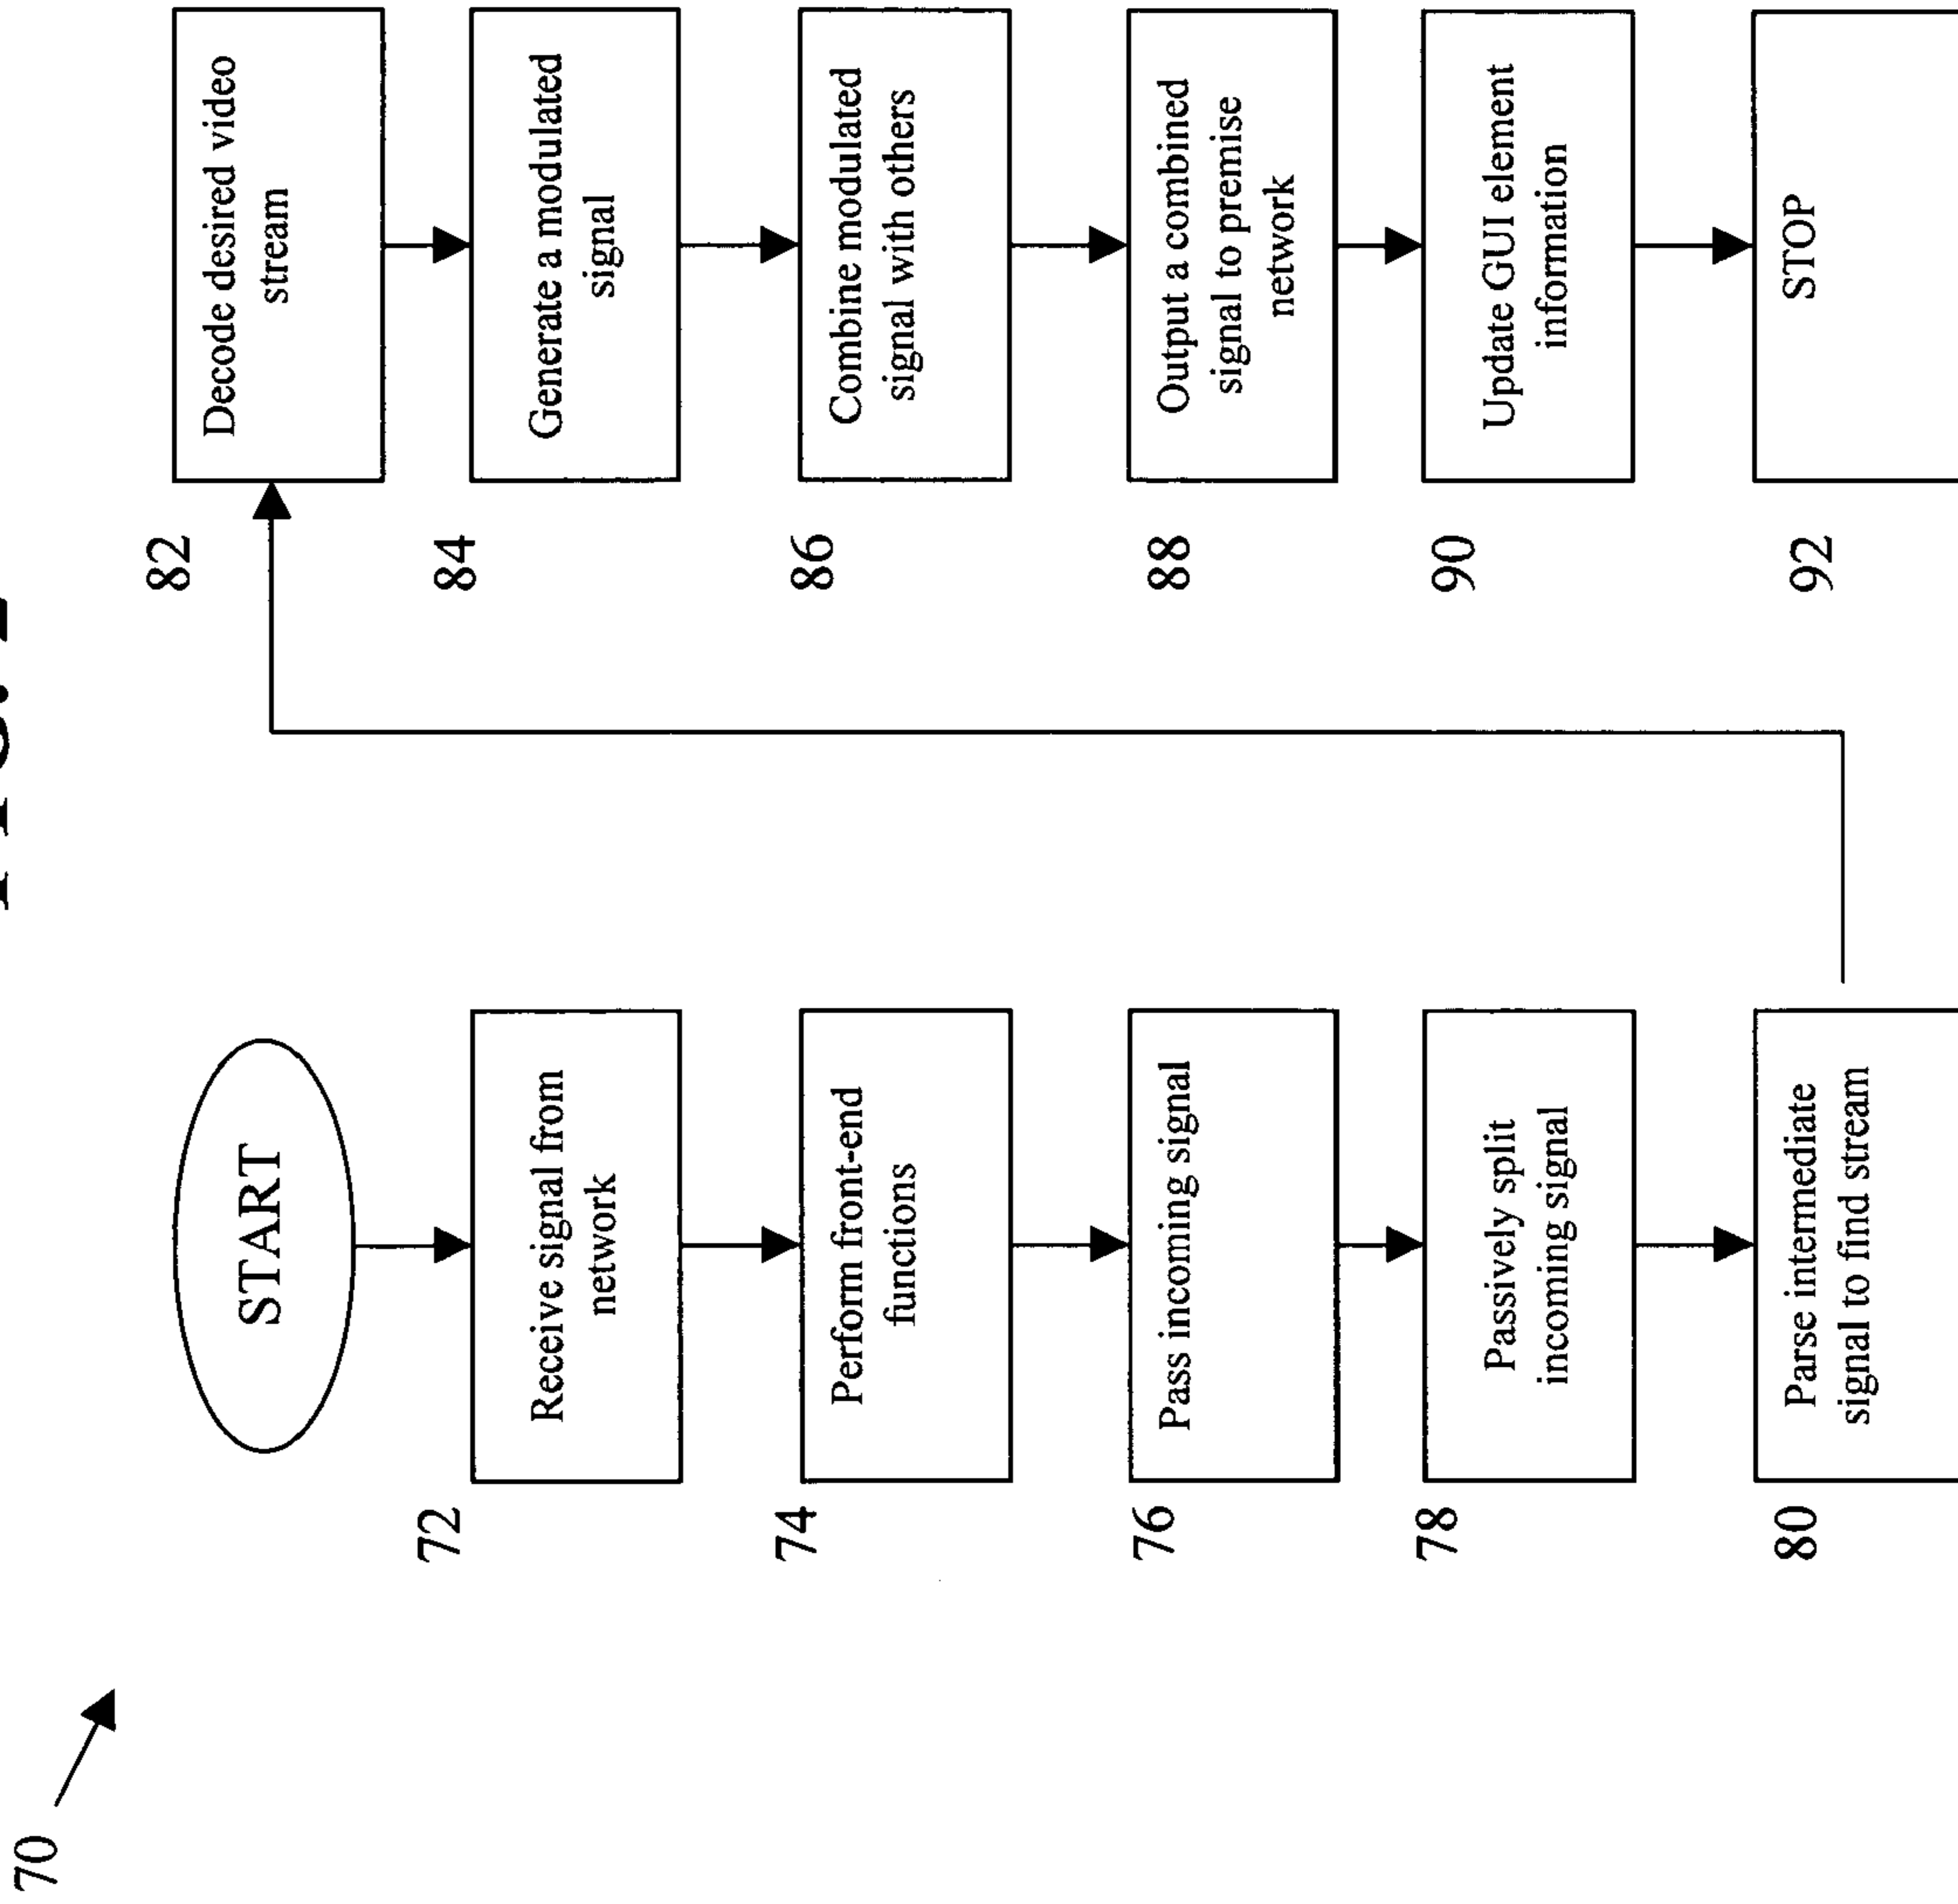 70
START
72
Receive signal from
network
74
Perform front-end
functions
76
Pass incoming signal
78
Passively split
incoming signal
80
Parse intermediate
signal to find stream
82
Decode desired video
stream
84
Generate a modulated
signal
86
Combine modulated
signal with others
88
Output a combined
signal to premise
network
90
Update GUI element
information
92
STOP